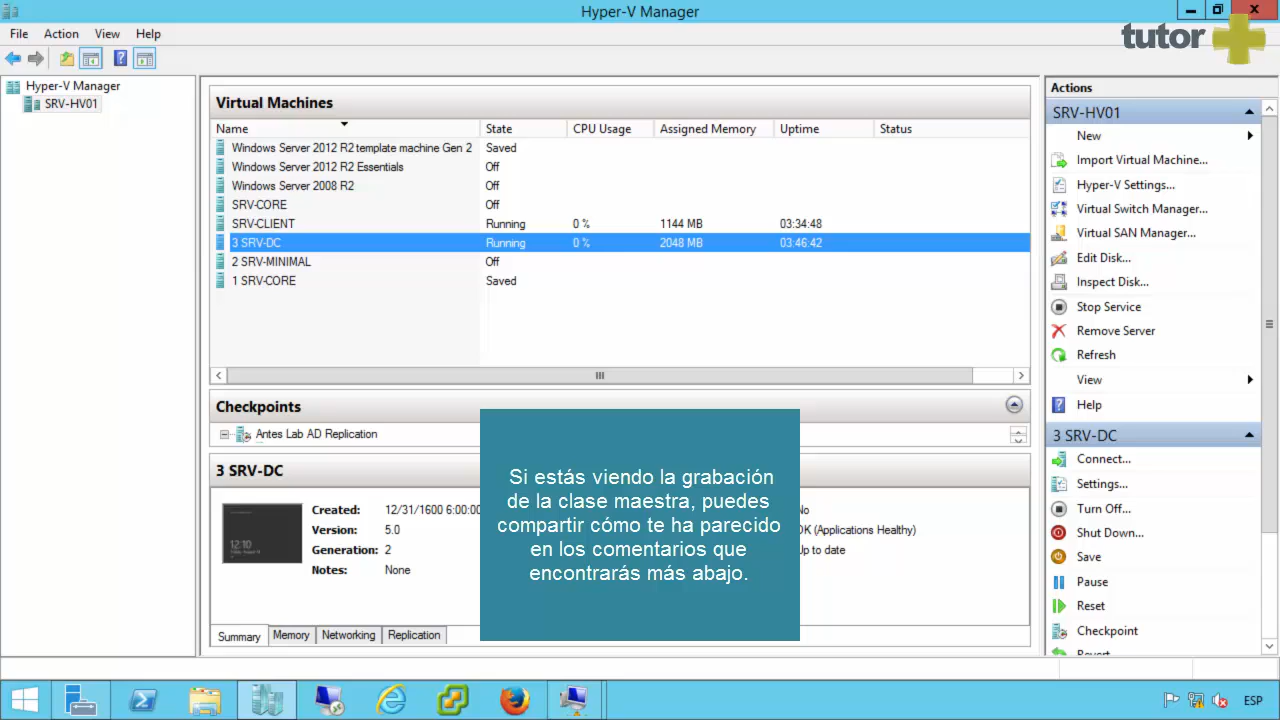 Hyper-V Manager
File Action View Help
tutor
Hyper-V Manager
SRV-HV01
Virtual Machines
Name State CPU Usage Assigned Memory Uptime Status
Windows Server 2012 R2 template machine Gen 2 Saved
Windows Server 2012 R2 Essentials Off
Windows Server 2008 R2 Off
SRV-CORE Off
SRV-CLIENT Running 0 % 1144 MB 03:34:48
3 SRV-DC Running 0 % 2048 MB 03:46:42
2 SRV-MINIMAL Off
1 SRV-CORE Saved
Checkpoints
Antes Lab AD Replication
3 SRV-DC
12:10
Created: 12/31/1600 6:00:00
Version: 5.0
Generation: 2
Notes: None
No
OK (Applications Healthy)
Up to date
Summary Memory Networking Replication
Si estás viendo la grabación
de la clase maestra, puedes
compartir cómo te ha parecido
en los comentarios que
encontrarás más abajo.
Actions
SRV-HV01
New
Import Virtual Machine...
Hyper-V Settings...
Virtual Switch Manager...
Virtual SAN Manager...
Edit Disk...
Inspect Disk...
Stop Service
Remove Server
Refresh
View
Help
3 SRV-DC
Connect...
Settings...
Turn Off...
Shut Down...
Save
Pause
Reset
Checkpoint
Revert...
ESP